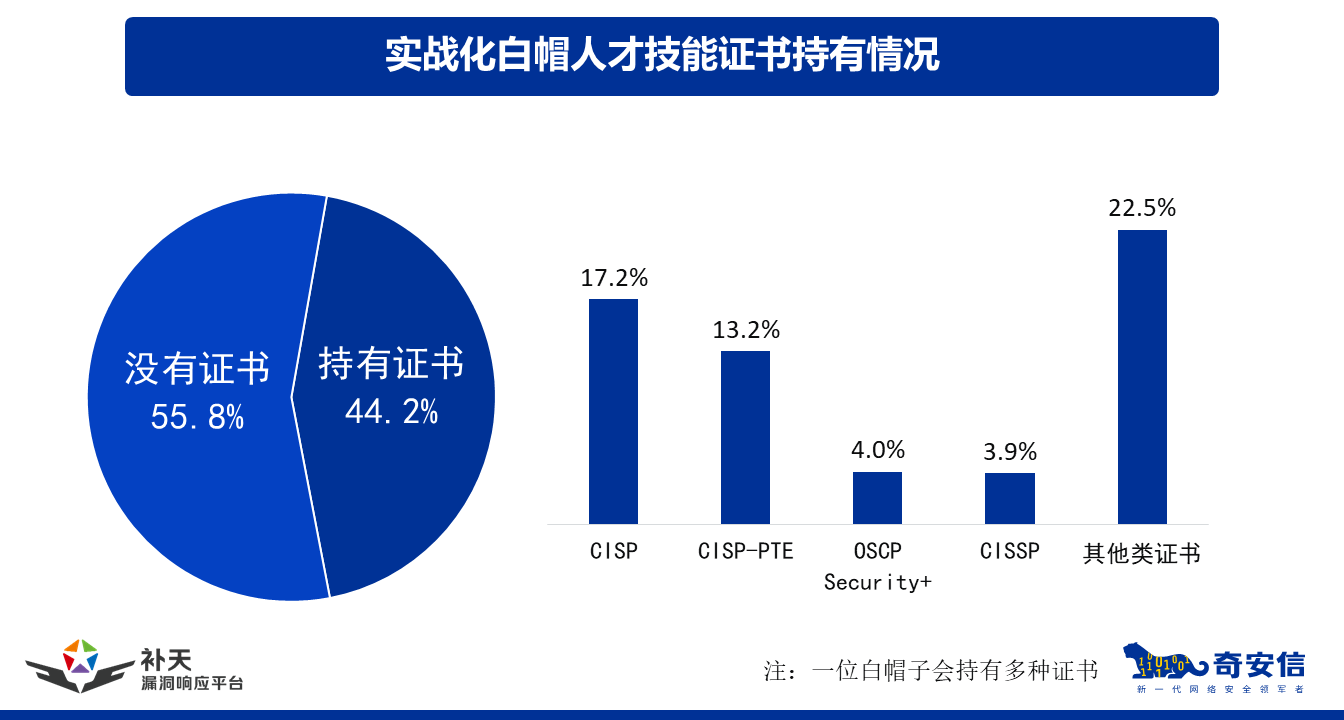 实战化白帽人才技能证书持有情况
没有证书
55.8%
持有证书
44.2%
17.2%
13.2%
4.0%
3.9%
22.5%
CISP
CISP-PTE
OSCP
Security+
CISSP
其他类证书
注：一位白帽子会持有多种证书
补天
漏洞响应平台
奇安信
新一代网络安全领军者